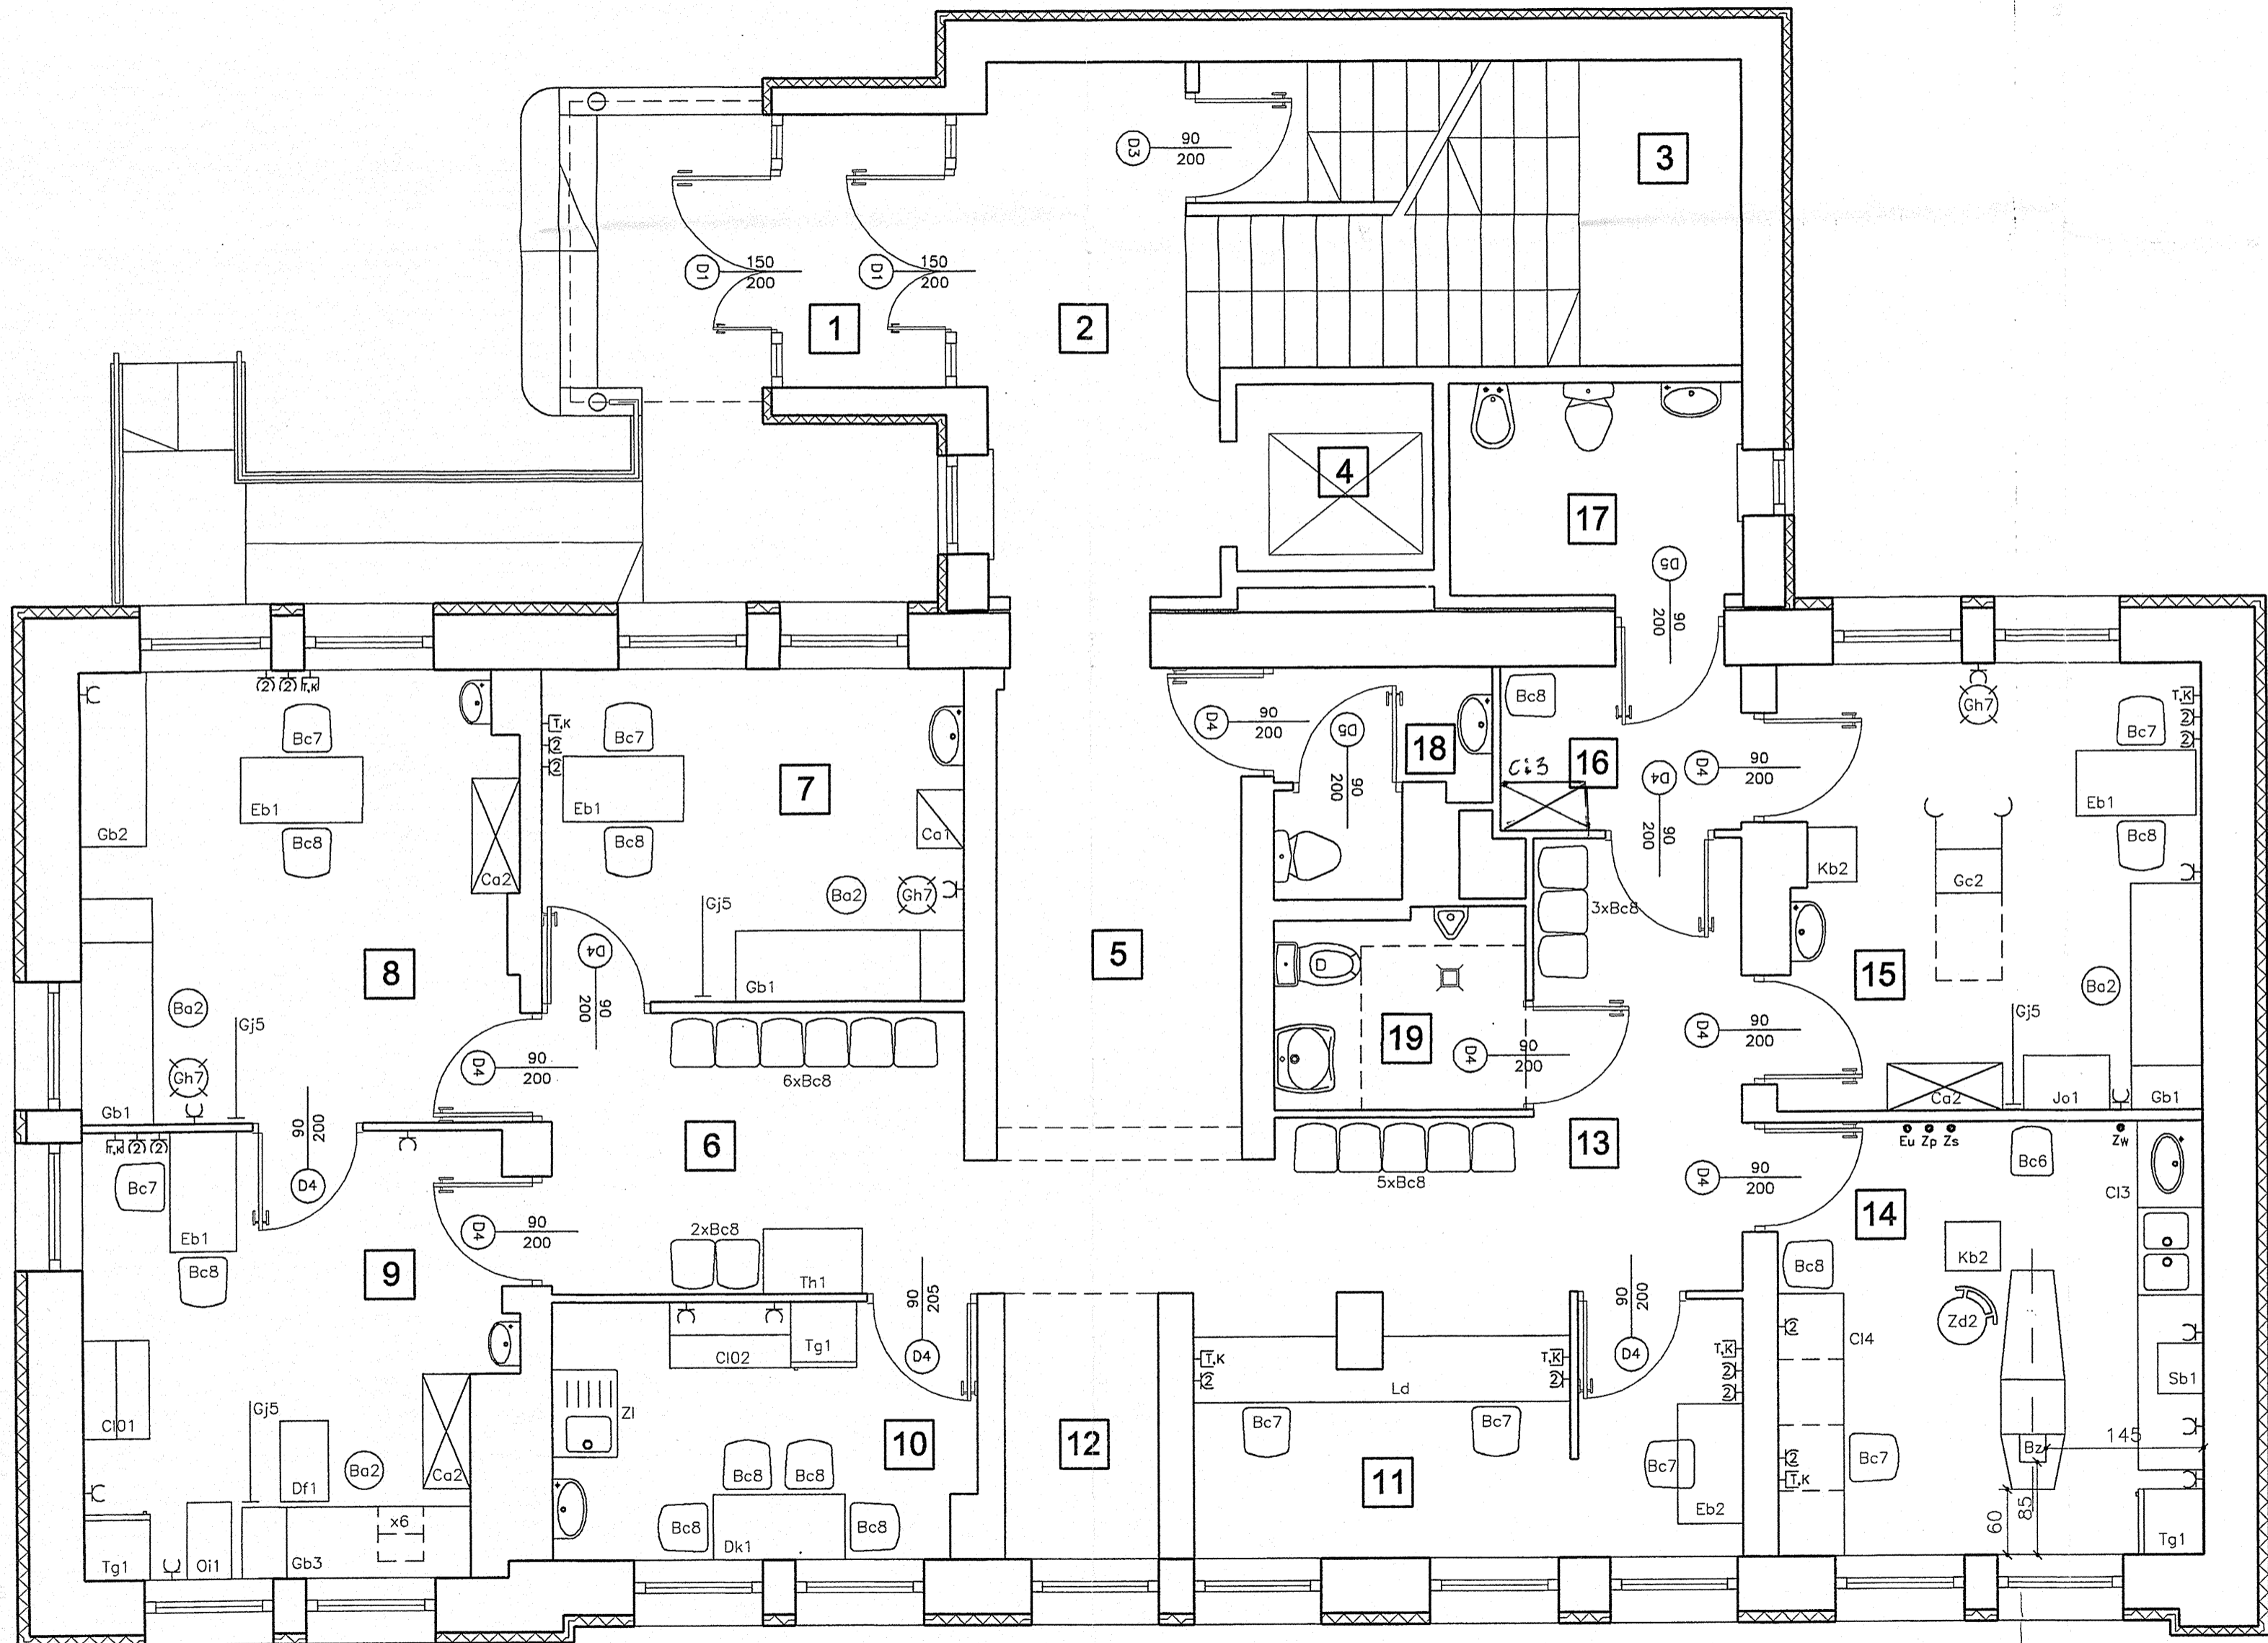 3
D3 90
200
D1 150
200
D1 150
200
1
2
4
17
D5 90
200
(2) (2) T,K
Bc7
Eb1
Bc8
Gb2
Ca2
8
Ba2
Gh7
Gj5
Gb1
T,K
2
2
Bc7
Eb1
Bc8
7
Ca1
Ba2
Gh7
Gj5
Gb1
D4 90
200
D4 90
200
D4 90
200
D5 90
200
18
Bc8
16
Ci3
D4 90
200
D4 90
200
Gh7
T,K
2
2
Bc7
Eb1
Bc8
Kb2
Gc2
3xBc8
5
15
Ba2
Gj5
Ca2
Jo1
Gb1
19
D4 90
200
D4 90
200
6xBc8
6
D4 90
200
T,K (2) (2)
Bc7
Eb1
Bc8
D4 90
200
9
2xBc8
Th1
5xBc8
13
D4 90
200
Eu Zp Zs
Zw
Bc6
Cl3
14
Kb2
Bc8
Zd2
Cl4
2
Sb1
Bc7
2
T,K
Bz
145
60
85
Tg1
Cl01
Gj5
Df1
Ba2
Ca2
x6
Tg1
Oi1
Gb3
D4 90
205
Cl02
Tg1
Zl
10
Bc8
Bc8
Bc8
Bc8
Dk1
12
T,K
2
T,K
2
Ld
Bc7
Bc7
11
D4 90
200
T,K
2
2
Bc7
Eb2